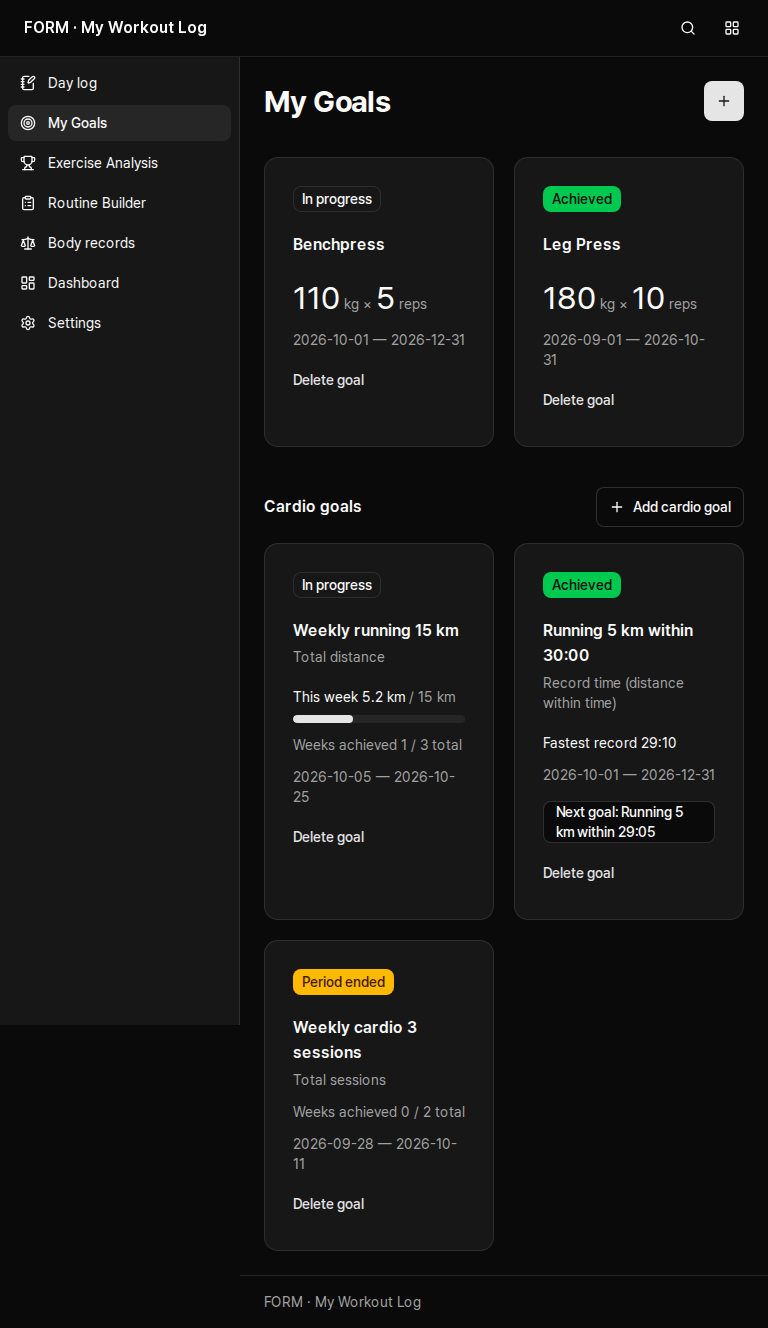 FORM · My Workout Log
Day log
My Goals
Exercise Analysis
Routine Builder
Body records
Dashboard
Settings
My Goals
In progress
Benchpress
110 kg × 5 reps
2026-10-01 — 2026-12-31
Delete goal
Achieved
Leg Press
180 kg × 10 reps
2026-09-01 — 2026-10-
31
Delete goal
Cardio goals
Add cardio goal
In progress
Weekly running 15 km
Total distance
This week 5.2 km / 15 km
Weeks achieved 1 / 3 total
2026-10-05 — 2026-10-
25
Delete goal
Achieved
Running 5 km within
30:00
Record time (distance
within time)
Fastest record 29:10
2026-10-01 — 2026-12-31
Next goal: Running 5
km within 29:05
Delete goal
Period ended
Weekly cardio 3
sessions
Total sessions
Weeks achieved 0 / 2 total
2026-09-28 — 2026-10-
11
Delete goal
FORM · My Workout Log